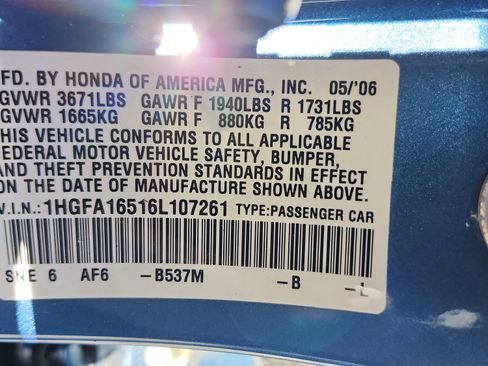 FD. BY HONDA OF AMERICA MFG., INC. 05/'06
GVWR 3671LBS GAWR F 1940LBS R 1731LBS
GVWR 1665KG GAWR F 880KG R 785KG
THIS VEHICLE CONFORMS TO ALL APPLICABLE
FEDERAL MOTOR VEHICLE SAFETY, BUMPER,
AND THEFT PREVENTION STANDARDS IN EFFECT
ON THE DATE OF MANUFACTURE SHOWN ABOVE.
V.I.N.: 1HGFA16516L107261 TYPE:PASSENGER CAR
SNE 6 AF6 -B537M -B -L